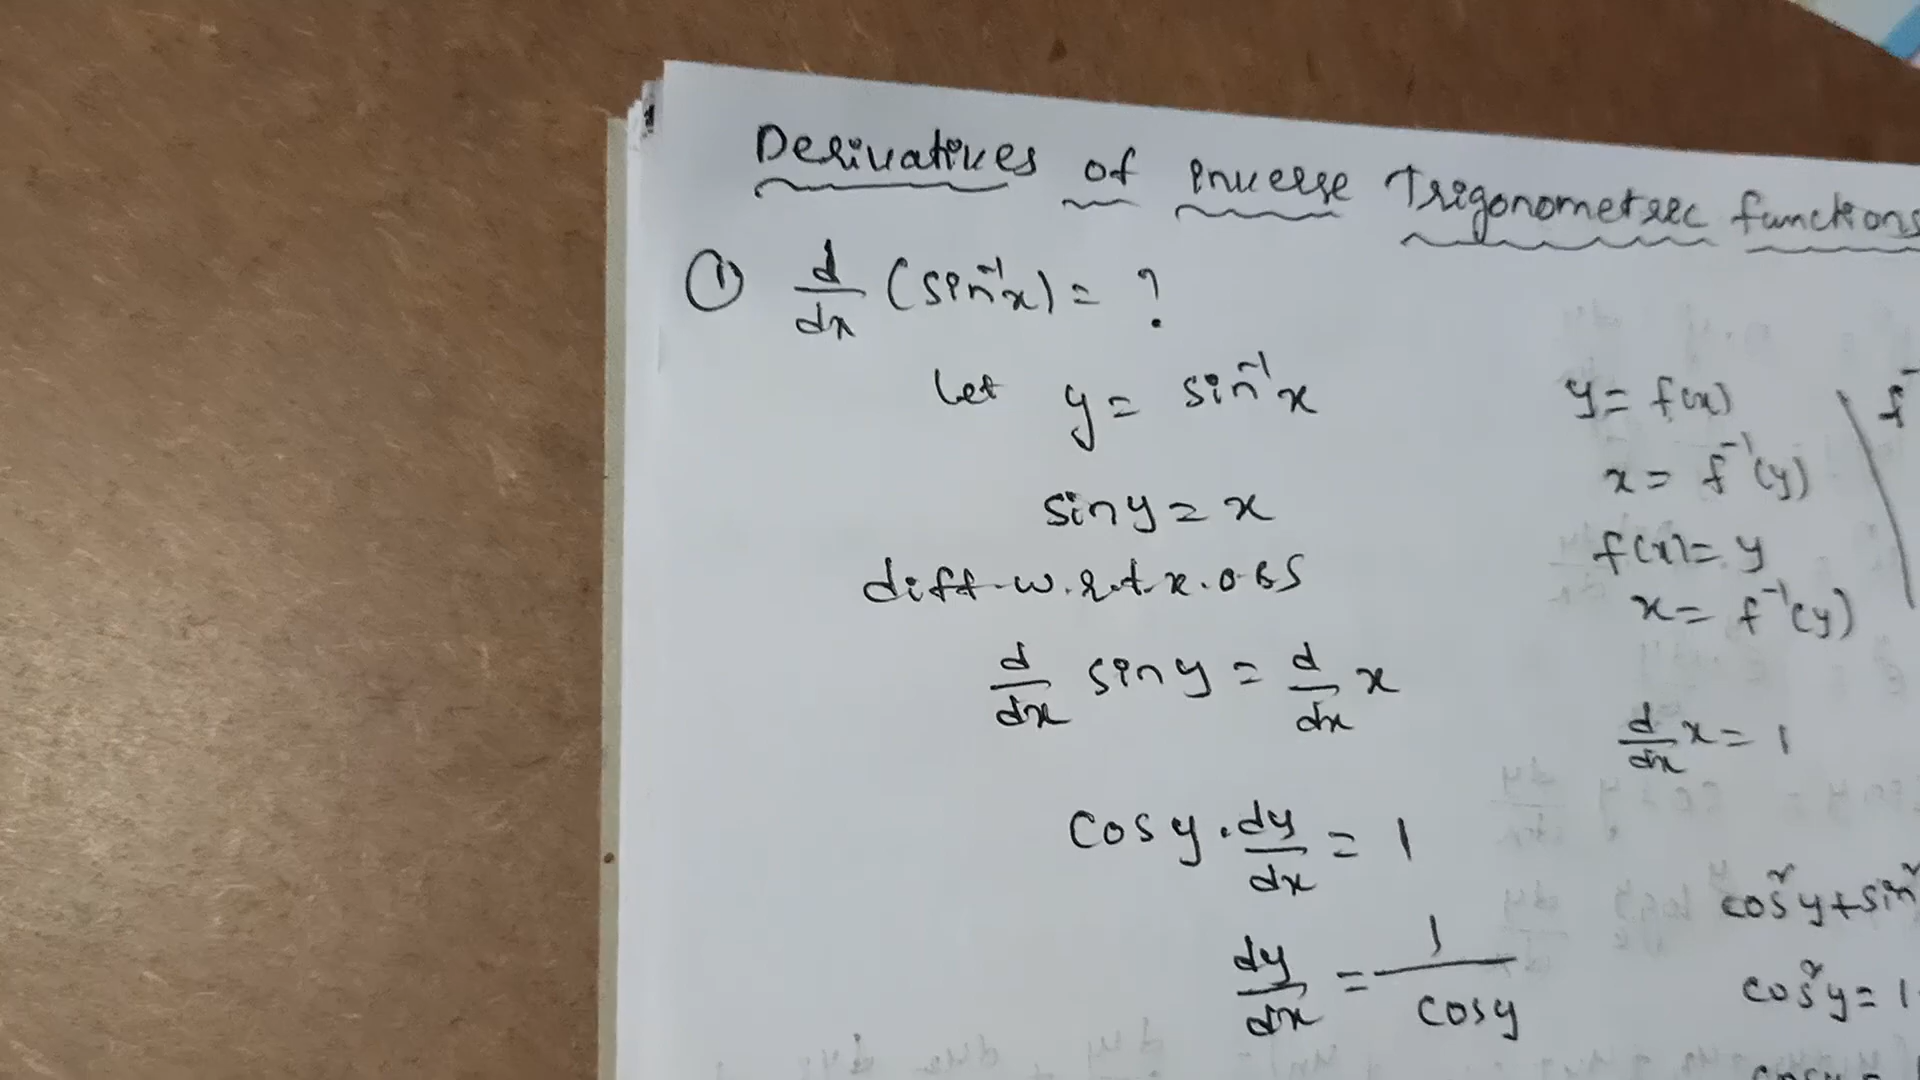 Derivatives of inverse Trigonometric functions
① d/dx (sin⁻¹x) = ?
Let y = sin⁻¹x
sin y = x
diff. w.r.t. x. o.b.s
d/dx sin y = d/dx x
cos y . dy/dx = 1
dy/dx = 1/cos y
y = f(x)
x = f⁻¹(y)
f(x) = y
x = f⁻¹(y)
d/dx x = 1
cos²y + sin²
cos²y = 1